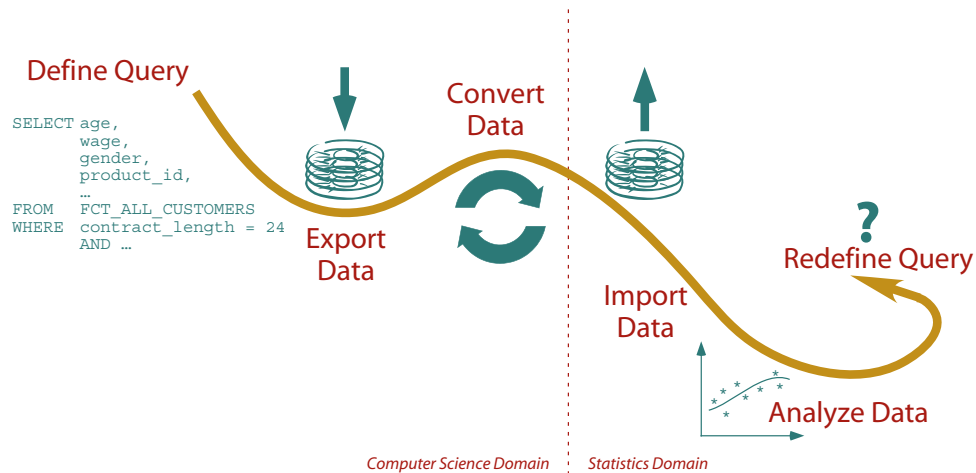 Define Query
SELECT age,
wage,
gender,
product_id,
…
FROM FCT_ALL_CUSTOMERS
WHERE contract_length = 24
AND …
Export
Data
Convert
Data
Import
Data
Analyze Data
?
Redefine Query
Computer Science Domain
Statistics Domain